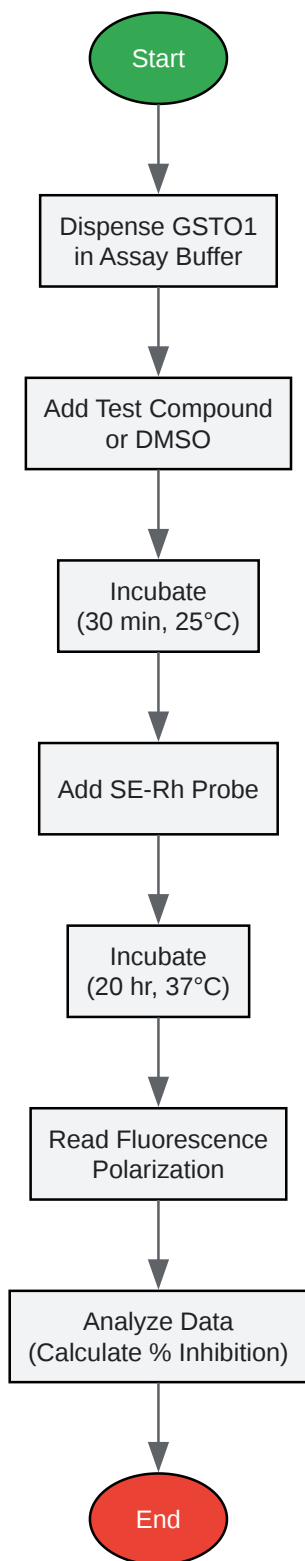 Start
Dispense GSTO1
in Assay Buffer
Add Test Compound
or DMSO
Incubate
(30 min, 25°C)
Add SE-Rh Probe
Incubate
(20 hr, 37°C)
Read Fluorescence
Polarization
Analyze Data
(Calculate % Inhibition)
End